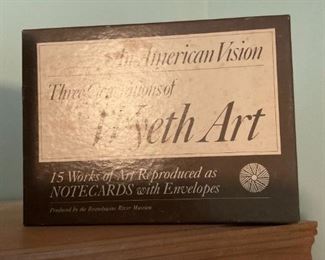 An American Vision
Three Generations of
Wyeth Art
15 Works of Art Reproduced as
NOTECARDS with Envelopes
Produced by the Brandywine River Museum